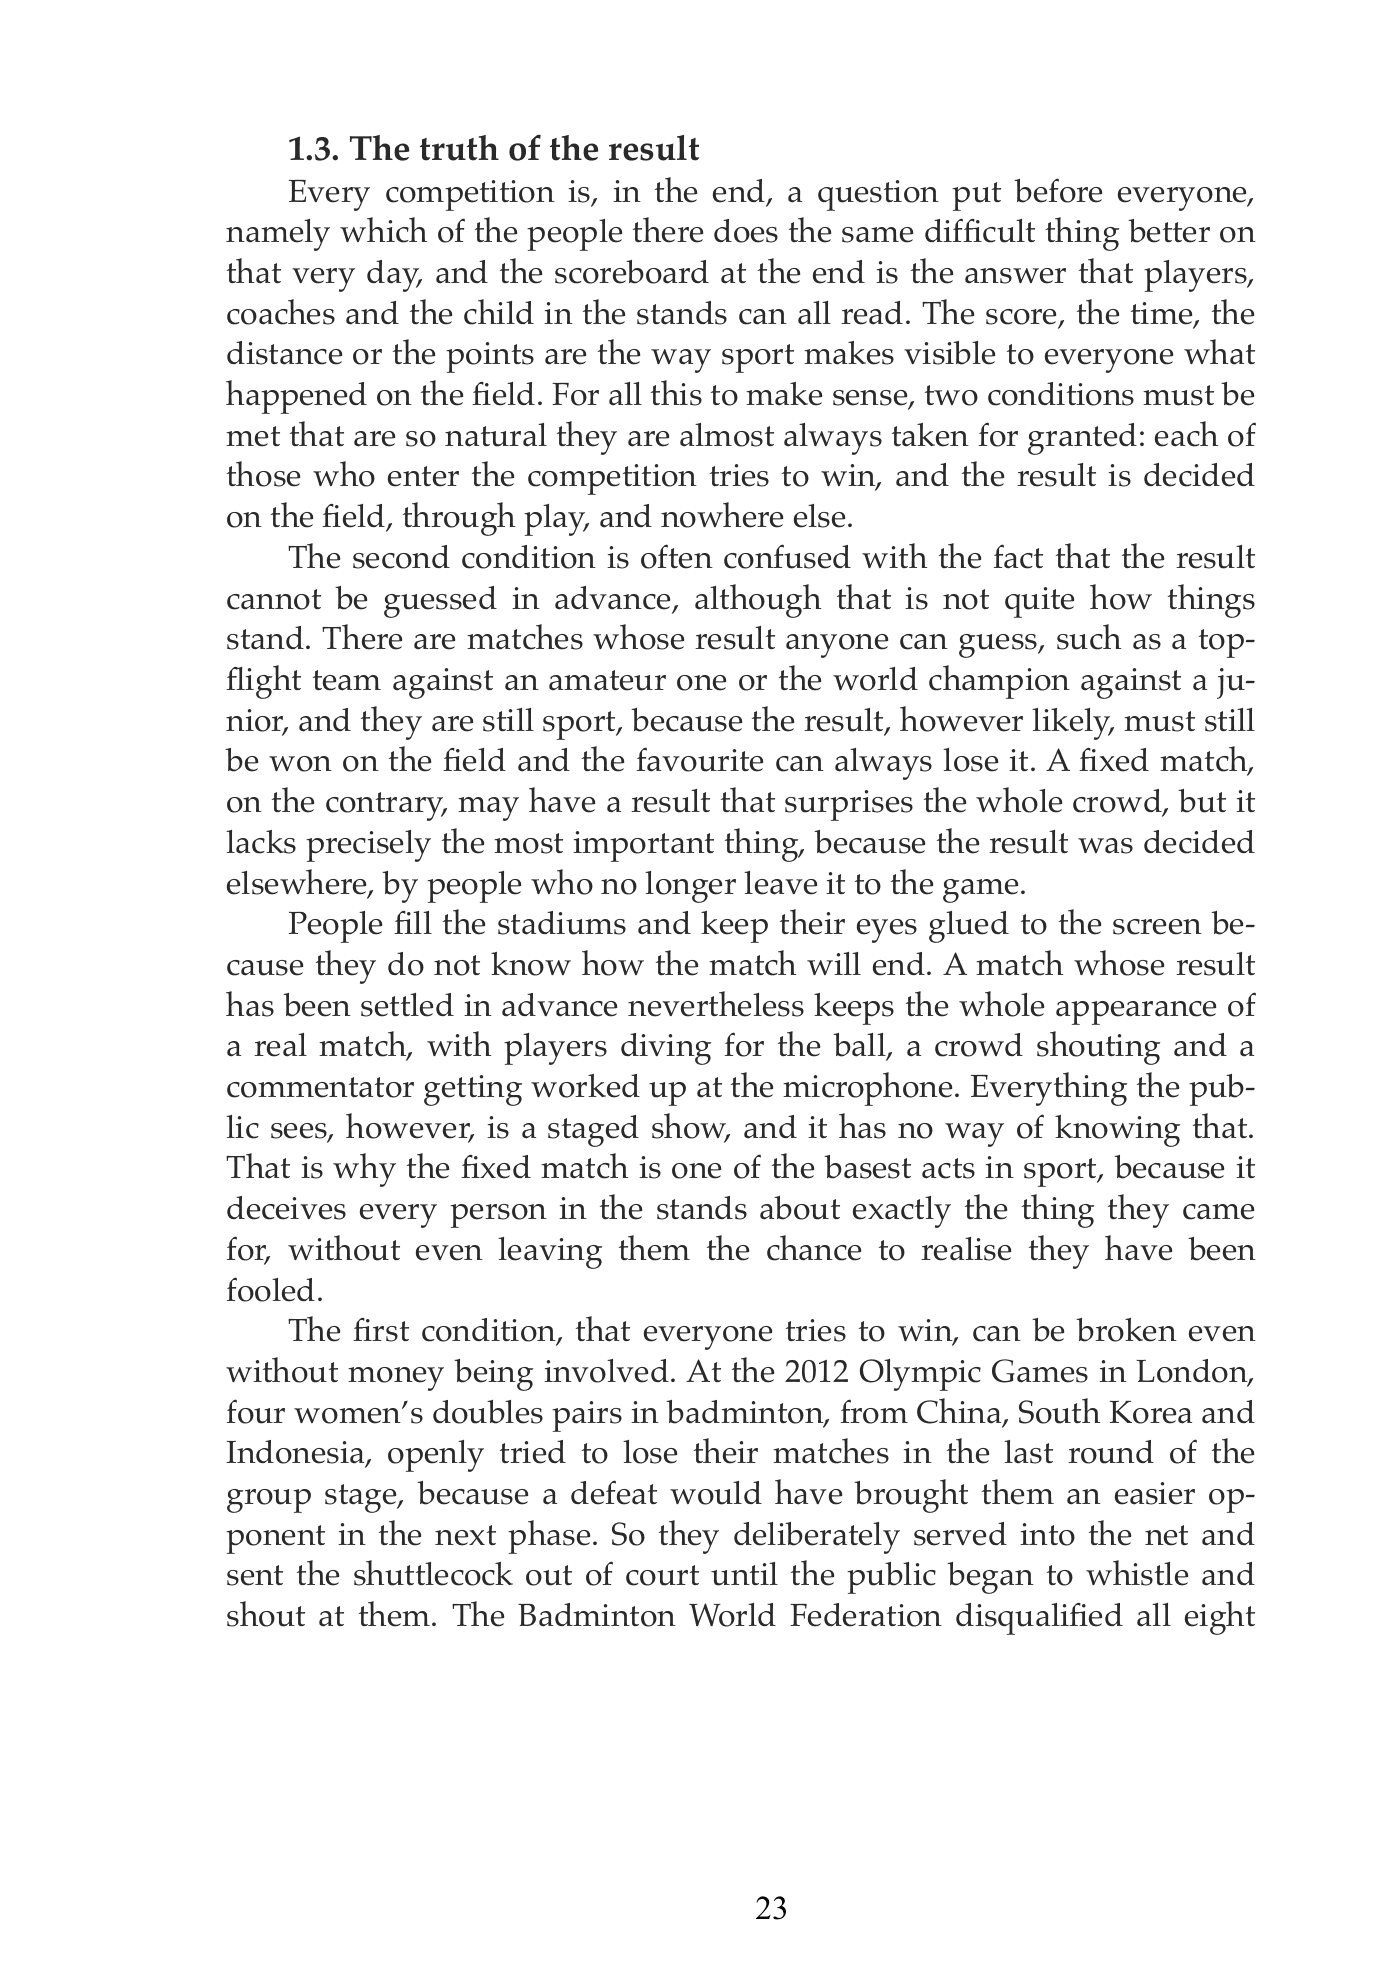 1.3. The truth of the result
Every competition is, in the end, a question put before everyone,
namely which of the people there does the same difficult thing better on
that very day, and the scoreboard at the end is the answer that players,
coaches and the child in the stands can all read. The score, the time, the
distance or the points are the way sport makes visible to everyone what
happened on the field. For all this to make sense, two conditions must be
met that are so natural they are almost always taken for granted: each of
those who enter the competition tries to win, and the result is decided
on the field, through play, and nowhere else.
The second condition is often confused with the fact that the result
cannot be guessed in advance, although that is not quite how things
stand. There are matches whose result anyone can guess, such as a top-
flight team against an amateur one or the world champion against a ju-
nior, and they are still sport, because the result, however likely, must still
be won on the field and the favourite can always lose it. A fixed match,
on the contrary, may have a result that surprises the whole crowd, but it
lacks precisely the most important thing, because the result was decided
elsewhere, by people who no longer leave it to the game.
People fill the stadiums and keep their eyes glued to the screen be-
cause they do not know how the match will end. A match whose result
has been settled in advance nevertheless keeps the whole appearance of
a real match, with players diving for the ball, a crowd shouting and a
commentator getting worked up at the microphone. Everything the pub-
lic sees, however, is a staged show, and it has no way of knowing that.
That is why the fixed match is one of the basest acts in sport, because it
deceives every person in the stands about exactly the thing they came
for, without even leaving them the chance to realise they have been
fooled.
The first condition, that everyone tries to win, can be broken even
without money being involved. At the 2012 Olympic Games in London,
four women’s doubles pairs in badminton, from China, South Korea and
Indonesia, openly tried to lose their matches in the last round of the
group stage, because a defeat would have brought them an easier op-
ponent in the next phase. So they deliberately served into the net and
sent the shuttlecock out of court until the public began to whistle and
shout at them. The Badminton World Federation disqualified all eight
23